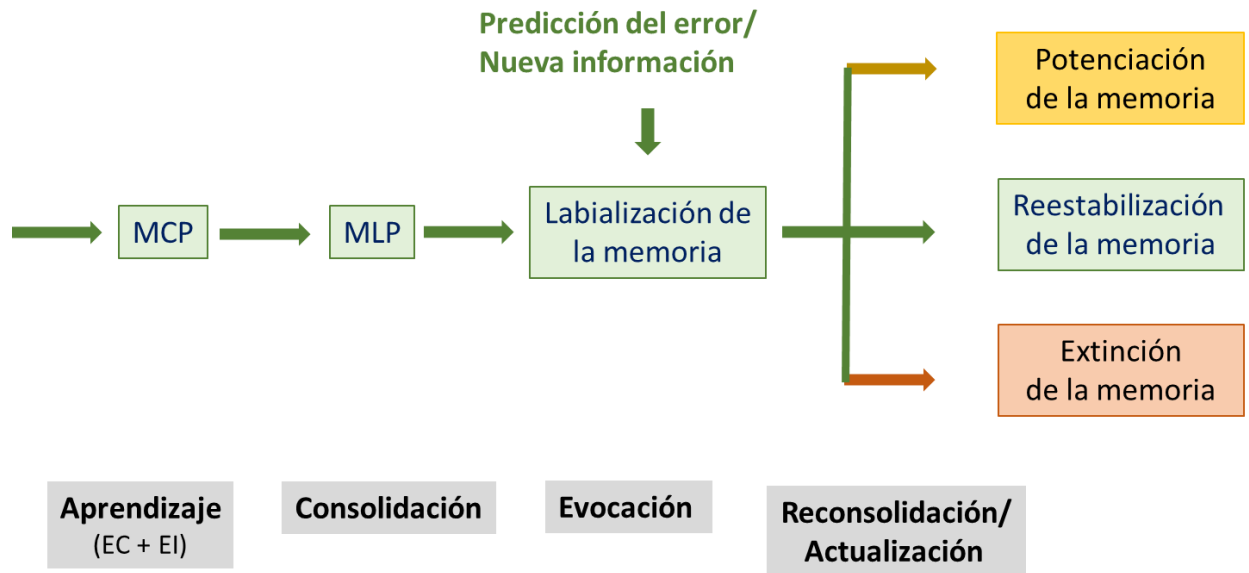 Predicción del error/
Nueva información
MCP
MLP
Labialización de
la memoria
Potenciación
de la memoria
Reestabilización
de la memoria
Extinción
de la memoria
Aprendizaje
(EC + EI)
Consolidación
Evocación
Reconsolidación/
Actualización